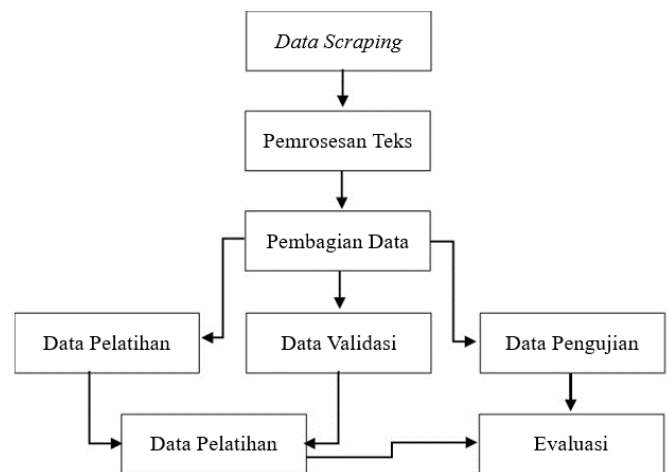 Data Scraping
Pemrosesan Teks
Pembagian Data
Data Pelatihan
Data Validasi
Data Pengujian
Data Pelatihan
Evaluasi